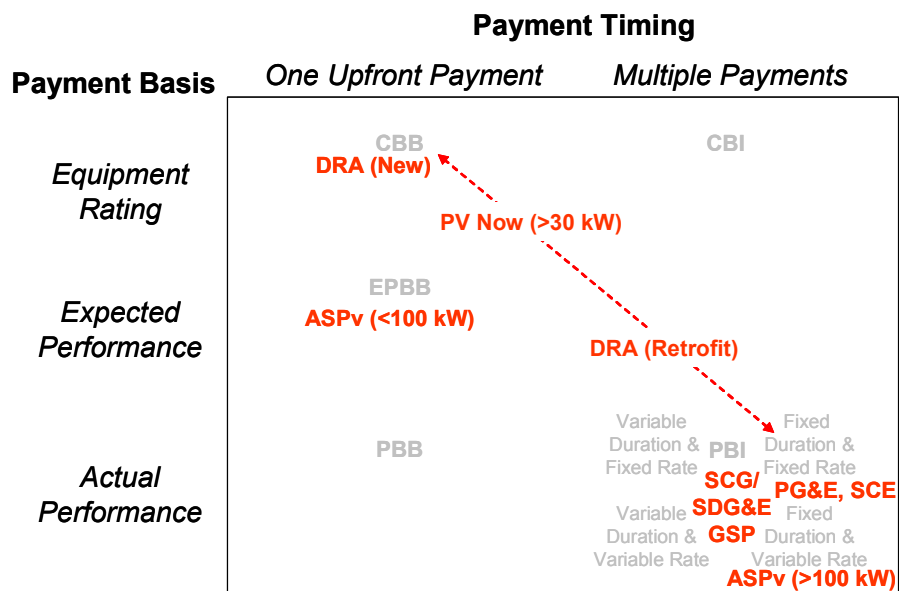 Payment Timing
Payment Basis
One Upfront Payment
Multiple Payments
Equipment
Rating
CBB
DRA (New)
CBI
PV Now (>30 kW)
Expected
Performance
EPBB
ASPv (<100 kW)
DRA (Retrofit)
Actual
Performance
PBB
Variable
Duration &
Fixed Rate
PBI
Fixed
Duration &
Fixed Rate
SCG/
SDG&E
GSP
PG&E, SCE
Variable
Duration &
Variable Rate
Fixed
Duration &
Variable Rate
ASPv (>100 kW)